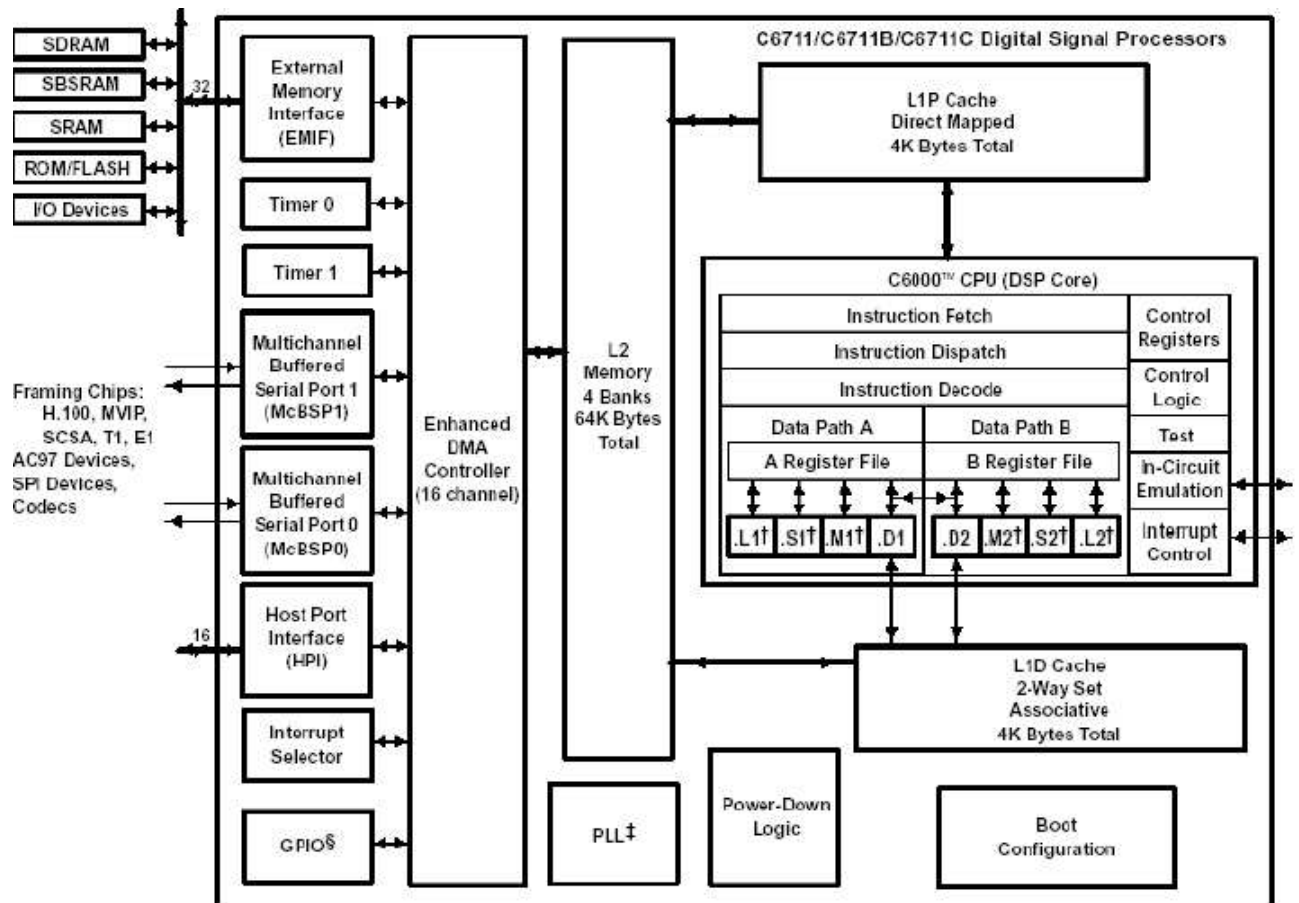 C6711/C6711B/C6711C Digital Signal Processors
SDRAM
SBSRAM
SRAM
ROM/FLASH
I/O Devices
32
External
Memory
Interface
(EMIF)
Timer 0
Timer 1
Multichannel
Buffered
Serial Port 1
(McBSP1)
Framing Chips:
H.100, MVIP,
SCSA, T1, E1
AC97 Devices,
SPI Devices,
Codecs
Multichannel
Buffered
Serial Port 0
(McBSP0)
16
Host Port
Interface
(HPI)
Interrupt
Selector
GPIO§
Enhanced
DMA
Controller
(16 channel)
L2
Memory
4 Banks
64K Bytes
Total
PLL‡
L1P Cache
Direct Mapped
4K Bytes Total
C6000™ CPU (DSP Core)
Instruction Fetch
Instruction Dispatch
Instruction Decode
Data Path A
Data Path B
A Register File
B Register File
.L1† .S1† .M1† .D1
.D2 .M2† .S2† .L2†
Control
Registers
Control
Logic
Test
In-Circuit
Emulation
Interrupt
Control
L1D Cache
2-Way Set
Associative
4K Bytes Total
Power-Down
Logic
Boot
Configuration